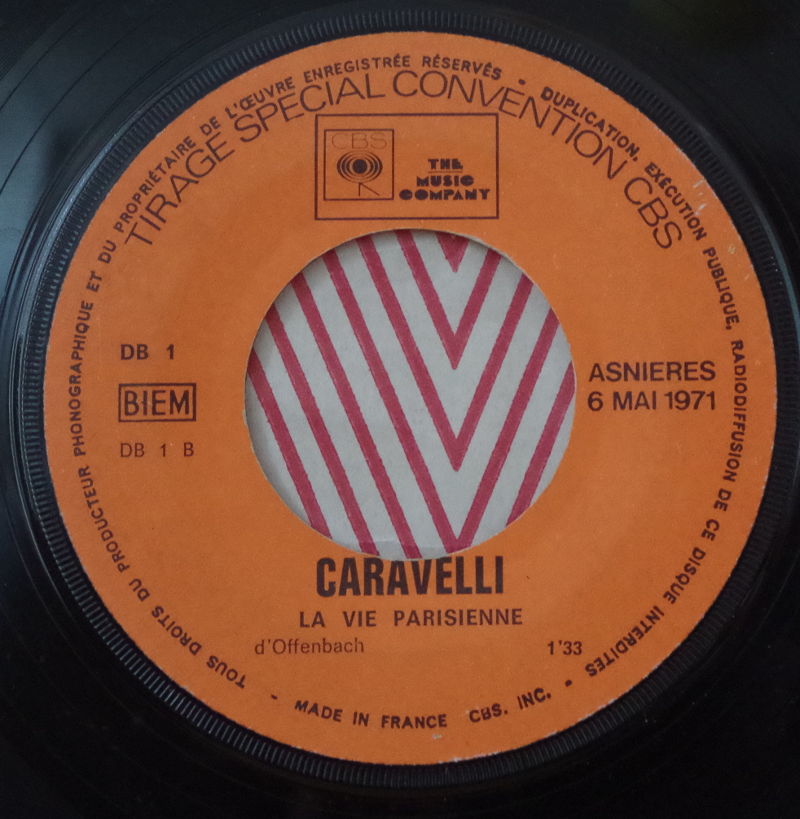 TOUS DROITS DU PRODUCTEUR PHONOGRAPHIQUE ET DU PROPRIÉTAIRE DE L'ŒUVRE ENREGISTRÉE RÉSERVÉS - DUPLICATION, EXÉCUTION PUBLIQUE, RADIODIFFUSION DE CE DISQUE INTERDITES -
TIRAGE SPECIAL CONVENTION CBS
CBS
THE
MUSIC
COMPANY
DB 1
BIEM
DB 1 B
ASNIERES
6 MAI 1971
CARAVELLI
LA VIE PARISIENNE
d'Offenbach 1'33
- MADE IN FRANCE CBS. INC.